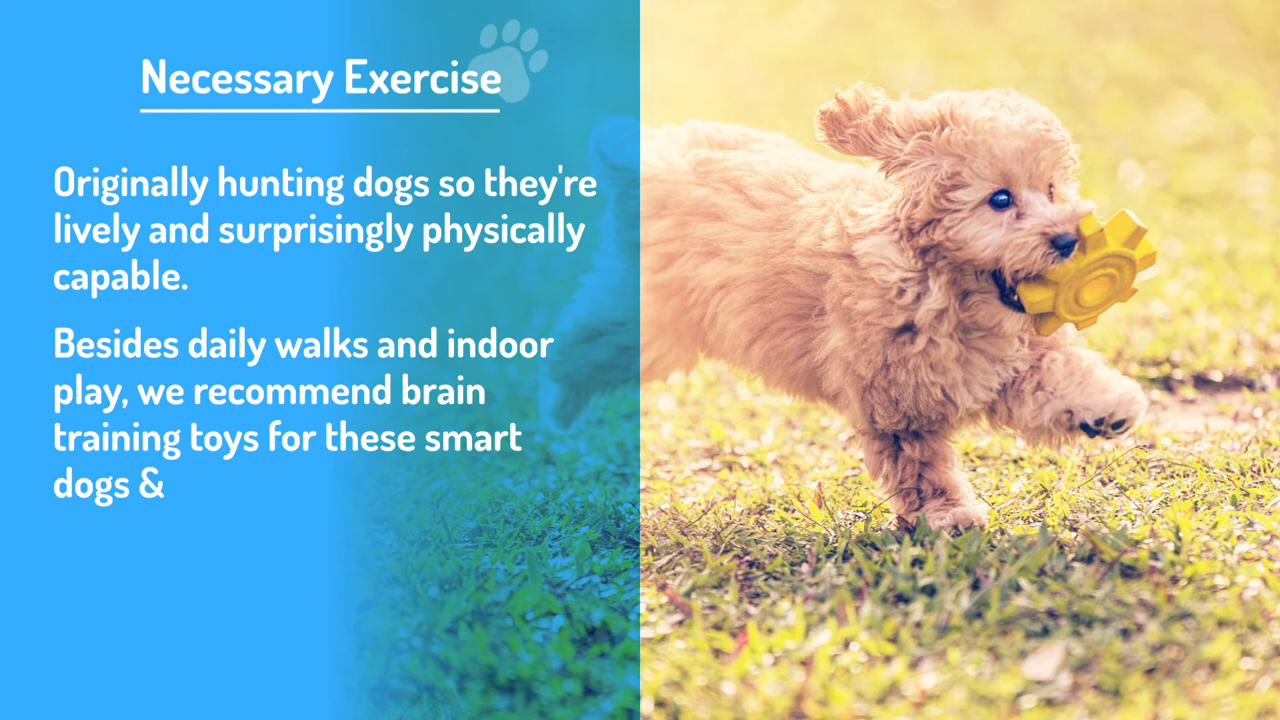 Necessary Exercise
Originally hunting dogs so they're
lively and surprisingly physically
capable.
Besides daily walks and indoor
play, we recommend brain
training toys for these smart
dogs &